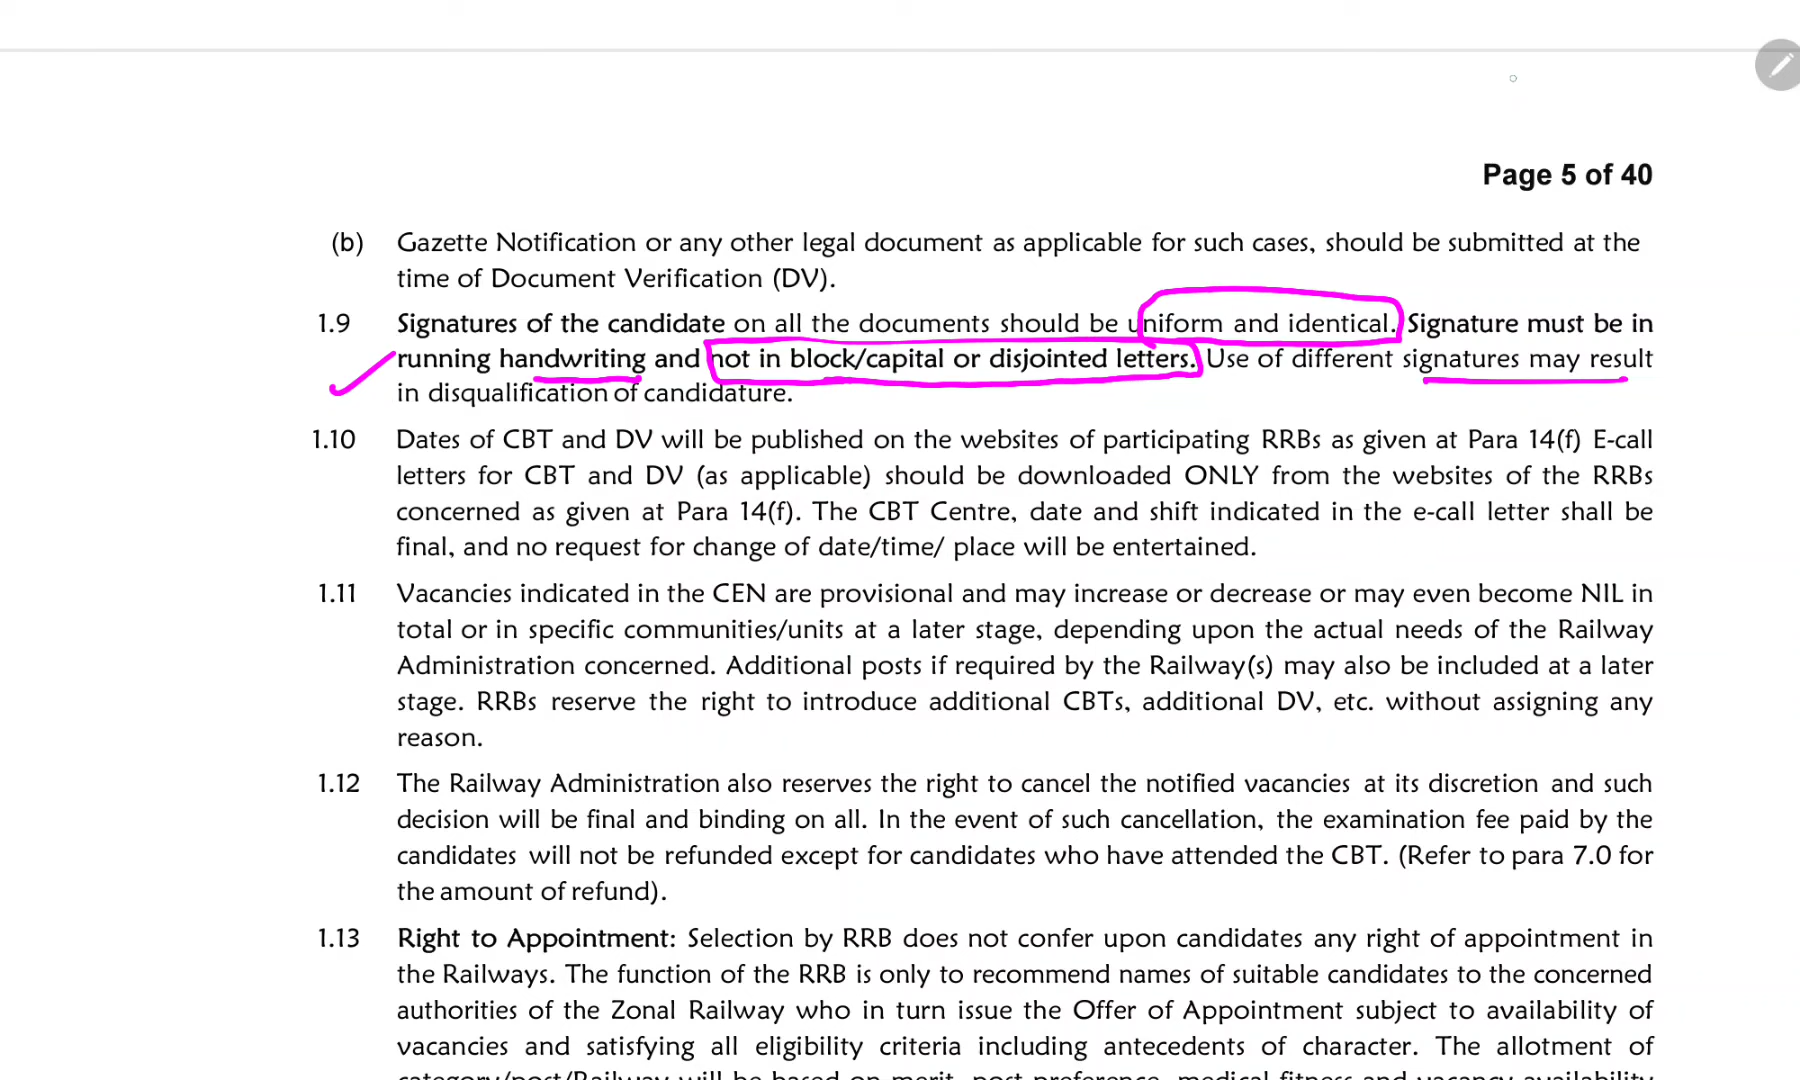 Page 5 of 40
(b) Gazette Notification or any other legal document as applicable for such cases, should be submitted at the
time of Document Verification (DV).
1.9 Signatures of the candidate on all the documents should be uniform and identical. Signature must be in
running handwriting and not in block/capital or disjointed letters. Use of different signatures may result
in disqualification of candidature.
1.10 Dates of CBT and DV will be published on the websites of participating RRBs as given at Para 14(f) E-call
letters for CBT and DV (as applicable) should be downloaded ONLY from the websites of the RRBs
concerned as given at Para 14(f). The CBT Centre, date and shift indicated in the e-call letter shall be
final, and no request for change of date/time/ place will be entertained.
1.11 Vacancies indicated in the CEN are provisional and may increase or decrease or may even become NIL in
total or in specific communities/units at a later stage, depending upon the actual needs of the Railway
Administration concerned. Additional posts if required by the Railway(s) may also be included at a later
stage. RRBs reserve the right to introduce additional CBTs, additional DV, etc. without assigning any
reason.
1.12 The Railway Administration also reserves the right to cancel the notified vacancies at its discretion and such
decision will be final and binding on all. In the event of such cancellation, the examination fee paid by the
candidates will not be refunded except for candidates who have attended the CBT. (Refer to para 7.0 for
the amount of refund).
1.13 Right to Appointment: Selection by RRB does not confer upon candidates any right of appointment in
the Railways. The function of the RRB is only to recommend names of suitable candidates to the concerned
authorities of the Zonal Railway who in turn issue the Offer of Appointment subject to availability of
vacancies and satisfying all eligibility criteria including antecedents of character. The allotment of
category/post/Railway will be based on merit, post preference, medical fitness and vacancy availability